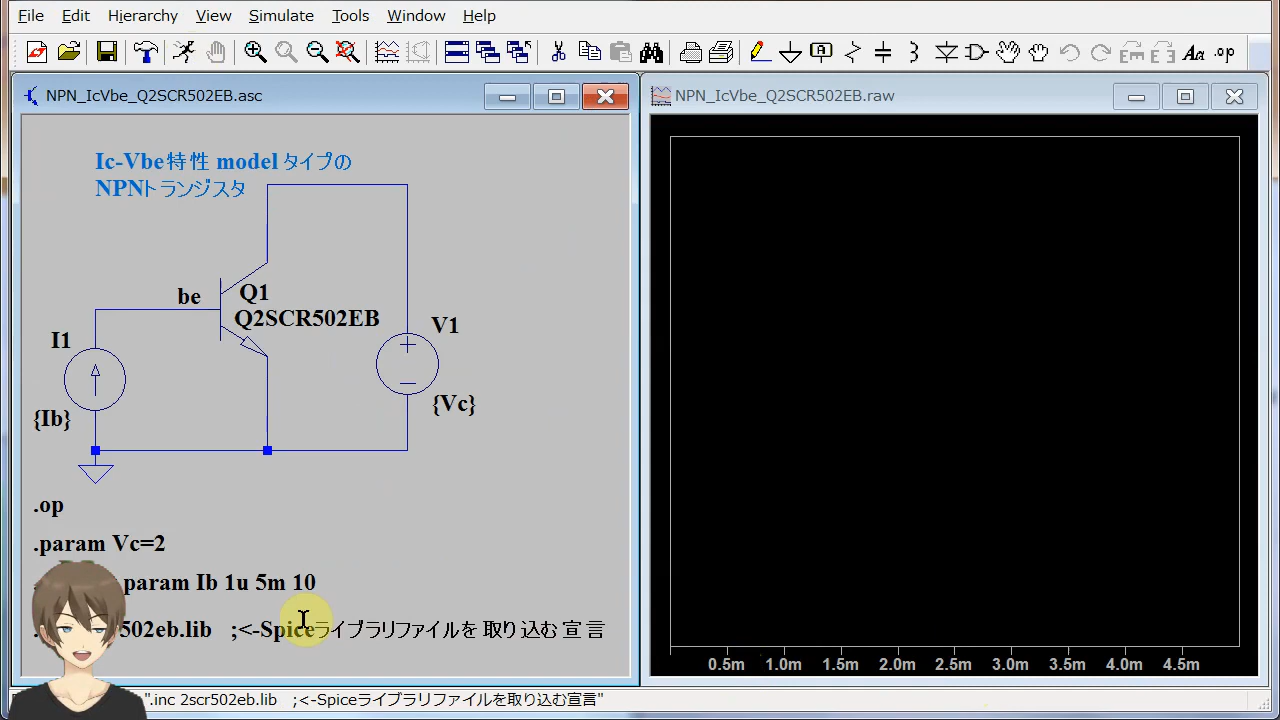 File Edit Hierarchy View Simulate Tools Window Help
Aa .op
NPN_IcVbe_Q2SCR502EB.asc
NPN_IcVbe_Q2SCR502EB.raw
Ic-Vbe特性 model タイプの
NPNトランジスタ
be
Q1
Q2SCR502EB
I1
V1
{Ib}
{Vc}
.op
.param Vc=2
param Ib 1u 5m 10
502eb.lib ;<-Spiceライブラリファイルを取り込む宣言
0.5m 1.0m 1.5m 2.0m 2.5m 3.0m 3.5m 4.0m 4.5m
".inc 2scr502eb.lib ;<-Spiceライブラリファイルを取り込む宣言"